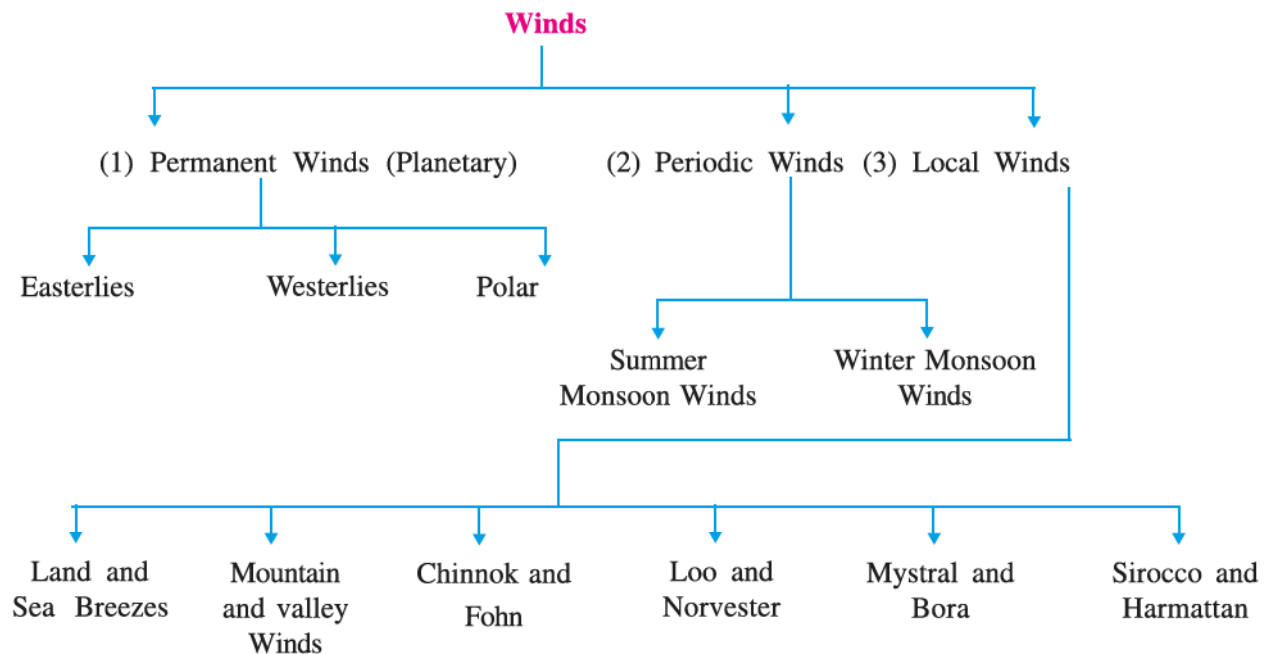 Winds
(1) Permanent Winds (Planetary)
(2) Periodic Winds
(3) Local Winds
Easterlies
Westerlies
Polar
Summer
Monsoon Winds
Winter Monsoon
Winds
Land and
Sea Breezes
Mountain
and valley
Winds
Chinnok and
Fohn
Loo and
Norvester
Mystral and
Bora
Sirocco and
Harmattan